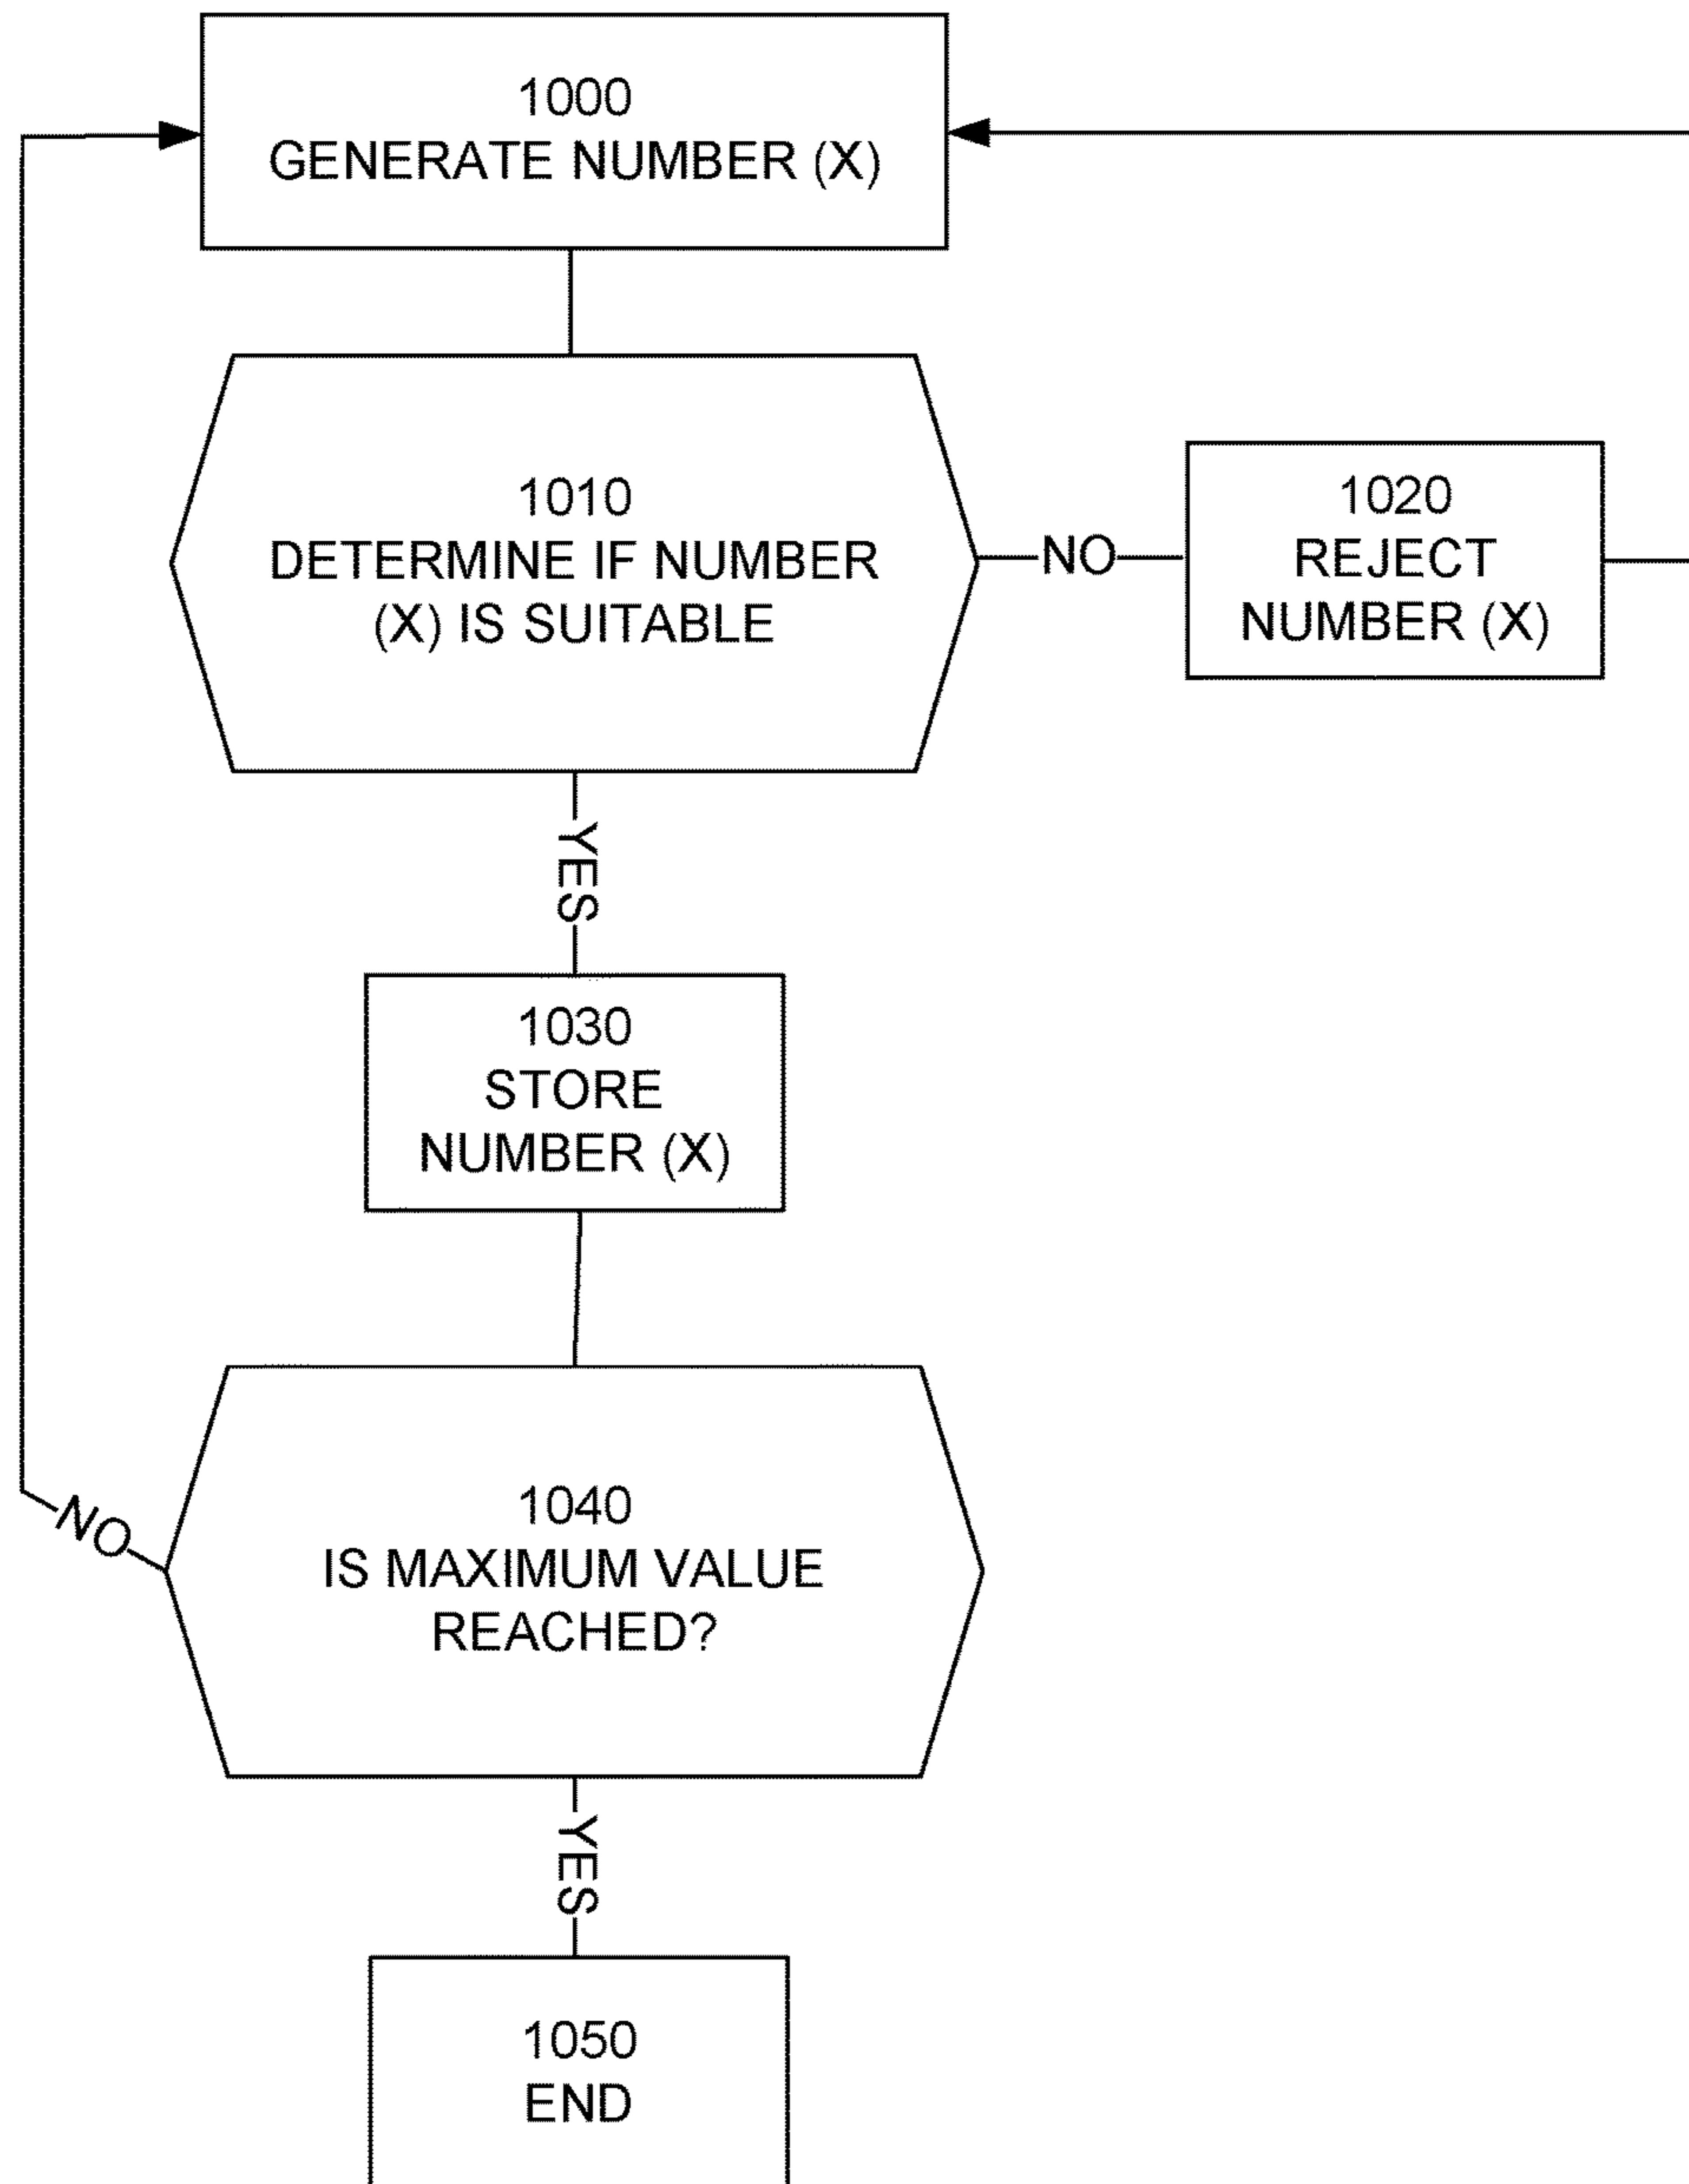 1000
GENERATE NUMBER (X)
1010
DETERMINE IF NUMBER
(X) IS SUITABLE
NO
1020
REJECT
NUMBER (X)
YES
1030
STORE
NUMBER (X)
1040
IS MAXIMUM VALUE
REACHED?
NO
YES
1050
END